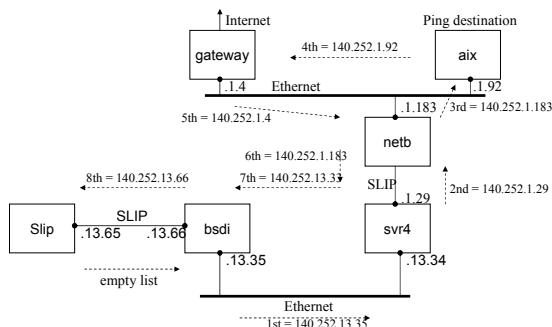 Internet
Ping destination
gateway
4th = 140.252.1.92
aix
.1.4
Ethernet
.1.92
5th = 140.252.1.4
.1.183
3rd = 140.252.1.183
netb
6th = 140.252.1.183
8th = 140.252.13.66
7th = 140.252.13.35
SLIP
2nd = 140.252.1.29
.1.29
Slip
SLIP
bsdi
svr4
.13.65
.13.66
.13.35
.13.34
empty list
Ethernet
1st = 140.252.13.35